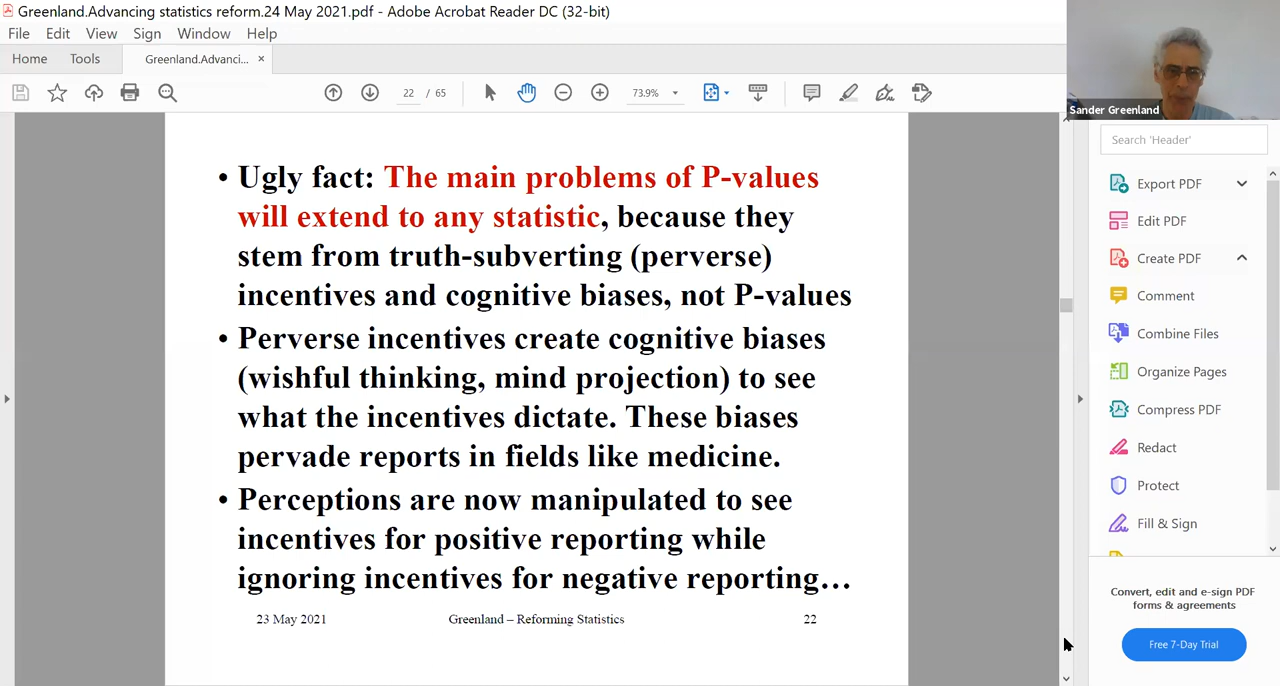 Greenland.Advancing statistics reform.24 May 2021.pdf - Adobe Acrobat Reader DC (32-bit)
File Edit View Sign Window Help
Home Tools Greenland.Advanci... ×
22 / 65 73.9%
Sander Greenland
Search 'Header'
• Ugly fact: The main problems of P-values
will extend to any statistic, because they
stem from truth-subverting (perverse)
incentives and cognitive biases, not P-values
• Perverse incentives create cognitive biases
(wishful thinking, mind projection) to see
what the incentives dictate. These biases
pervade reports in fields like medicine.
• Perceptions are now manipulated to see
incentives for positive reporting while
ignoring incentives for negative reporting…
23 May 2021 Greenland – Reforming Statistics 22
Export PDF
Edit PDF
Create PDF
Comment
Combine Files
Organize Pages
Compress PDF
Redact
Protect
Fill & Sign
Convert, edit and e-sign PDF
forms & agreements
Free 7-Day Trial